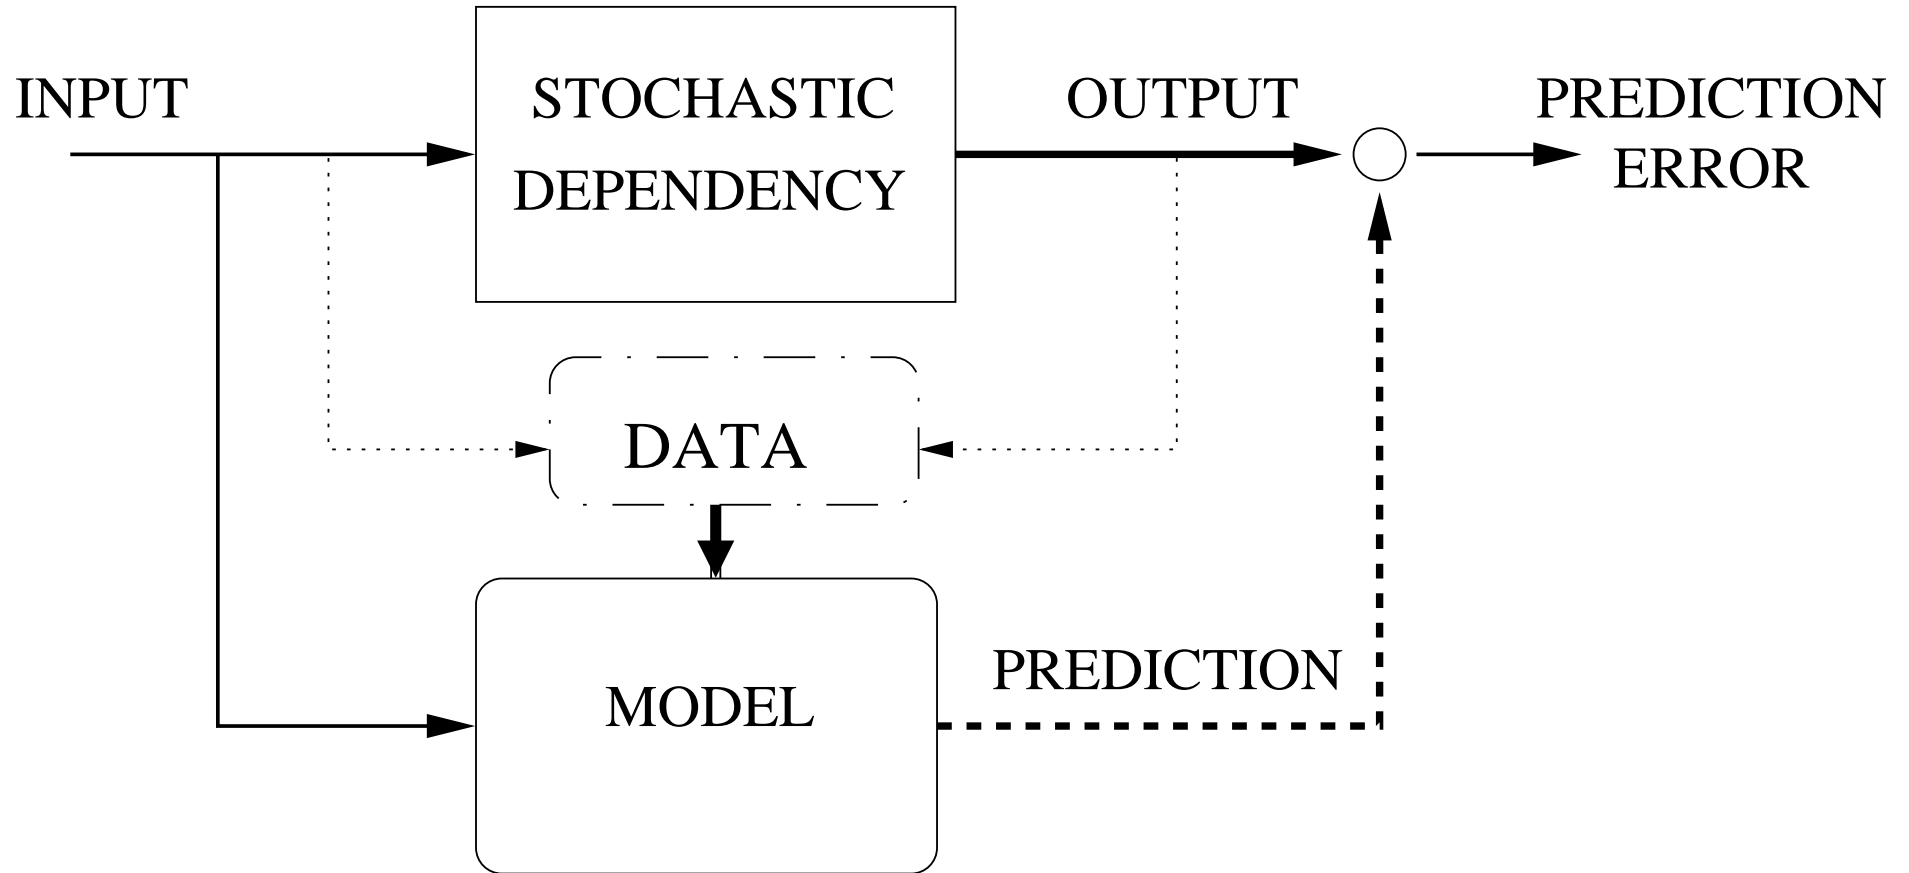 INPUT
STOCHASTIC
DEPENDENCY
OUTPUT
PREDICTION
ERROR
DATA
MODEL
PREDICTION